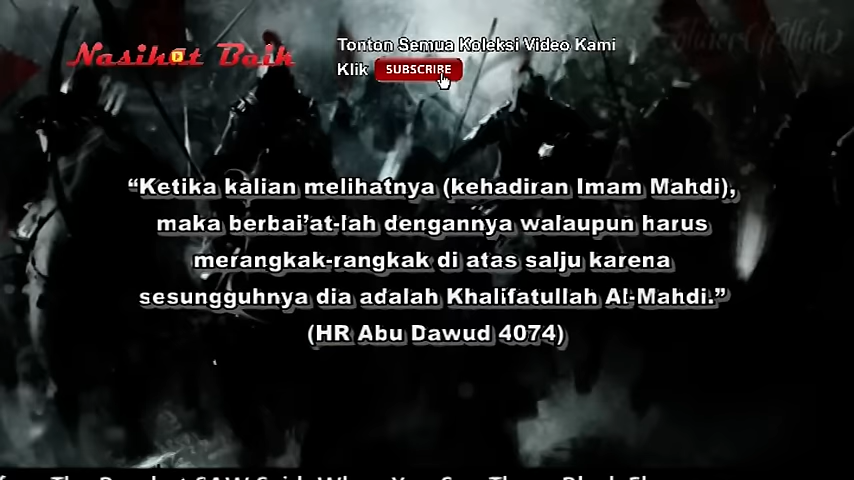 Nasihat Baik
Tonton Semua Koleksi Video Kami
Klik SUBSCRIBE
“Ketika kalian melihatnya (kehadiran Imam Mahdi),
maka berbai’at-lah dengannya walaupun harus
merangkak-rangkak di atas salju karena
sesungguhnya dia adalah Khalifatullah Al-Mahdi.”
(HR Abu Dawud 4074)